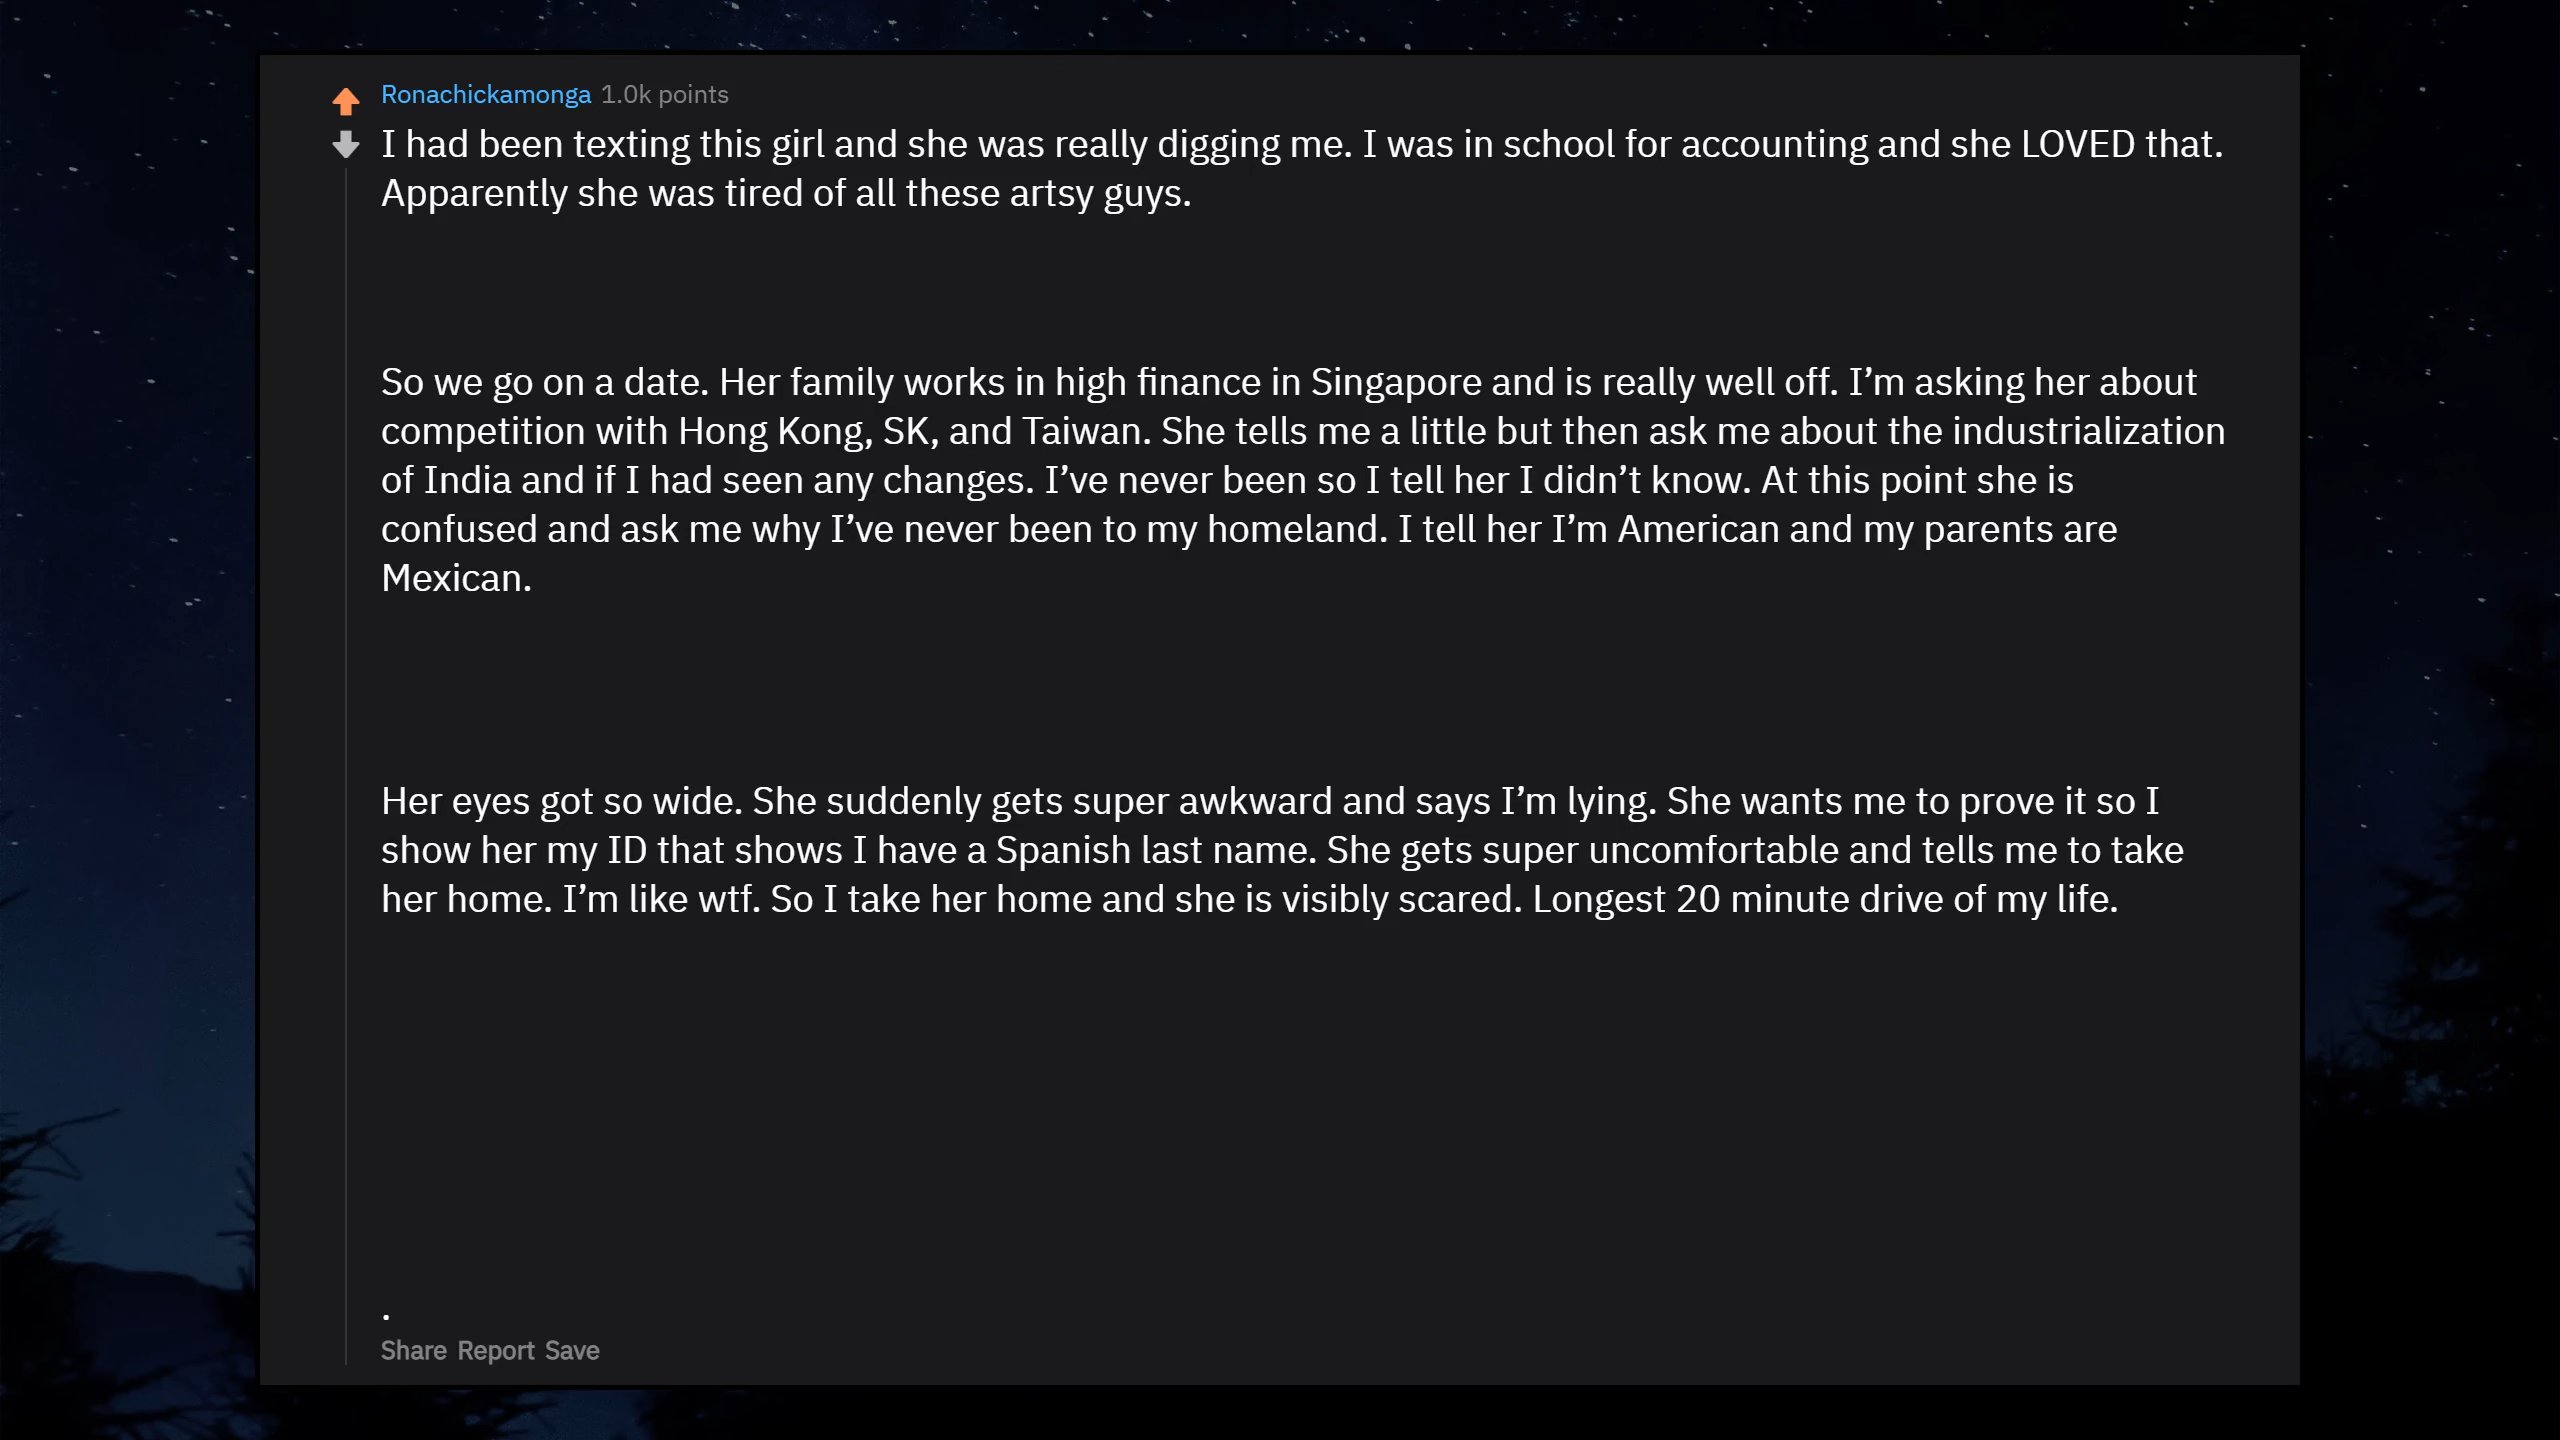 Ronachickamonga 1.0k points
I had been texting this girl and she was really digging me. I was in school for accounting and she LOVED that.
Apparently she was tired of all these artsy guys.
So we go on a date. Her family works in high finance in Singapore and is really well off. I’m asking her about
competition with Hong Kong, SK, and Taiwan. She tells me a little but then ask me about the industrialization
of India and if I had seen any changes. I’ve never been so I tell her I didn’t know. At this point she is
confused and ask me why I’ve never been to my homeland. I tell her I’m American and my parents are
Mexican.
Her eyes got so wide. She suddenly gets super awkward and says I’m lying. She wants me to prove it so I
show her my ID that shows I have a Spanish last name. She gets super uncomfortable and tells me to take
her home. I’m like wtf. So I take her home and she is visibly scared. Longest 20 minute drive of my life.
.
Share Report Save